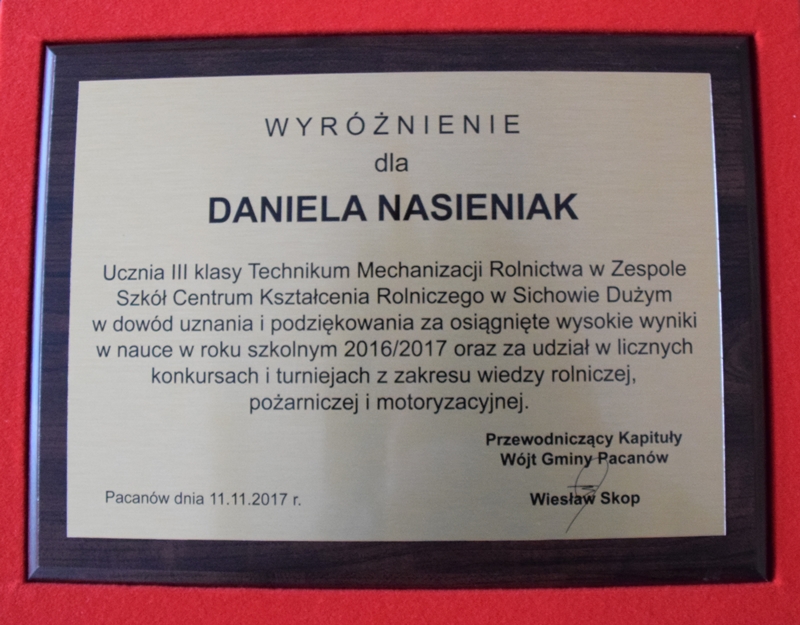 WYRÓŻNIENIE
dla
DANIELA NASIENIAK
Ucznia III klasy Technikum Mechanizacji Rolnictwa w Zespole
Szkół Centrum Kształcenia Rolniczego w Sichowie Dużym
w dowód uznania i podziękowania za osiągnięte wysokie wyniki
w nauce w roku szkolnym 2016/2017 oraz za udział w licznych
konkursach i turniejach z zakresu wiedzy rolniczej,
pożarniczej i motoryzacyjnej.
Przewodniczący Kapituły
Wójt Gminy Pacanów
Pacanów dnia 11.11.2017 r.
Wiesław Skop